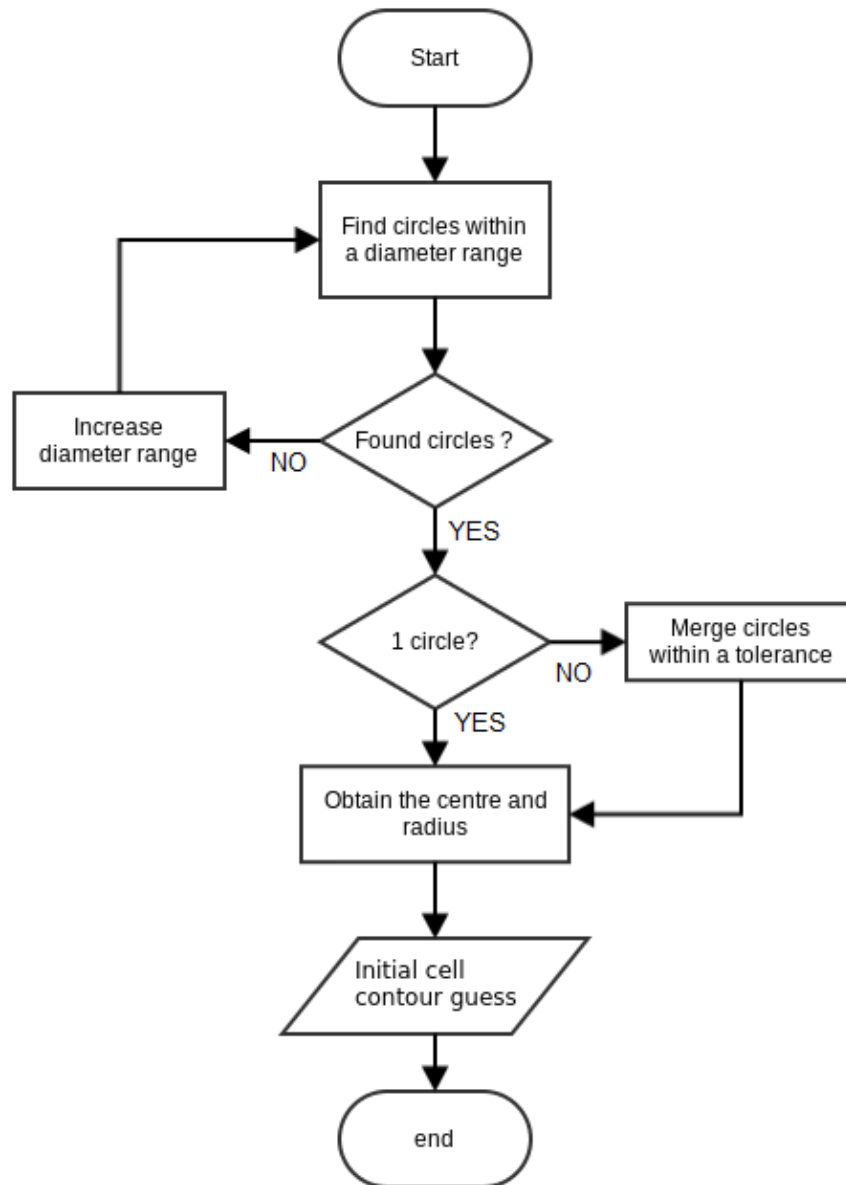 Start
Find circles within
a diameter range
Increase
diameter range
Found circles ?
NO
YES
1 circle?
Merge circles
within a tolerance
NO
YES
Obtain the centre and
radius
Initial cell
contour guess
end